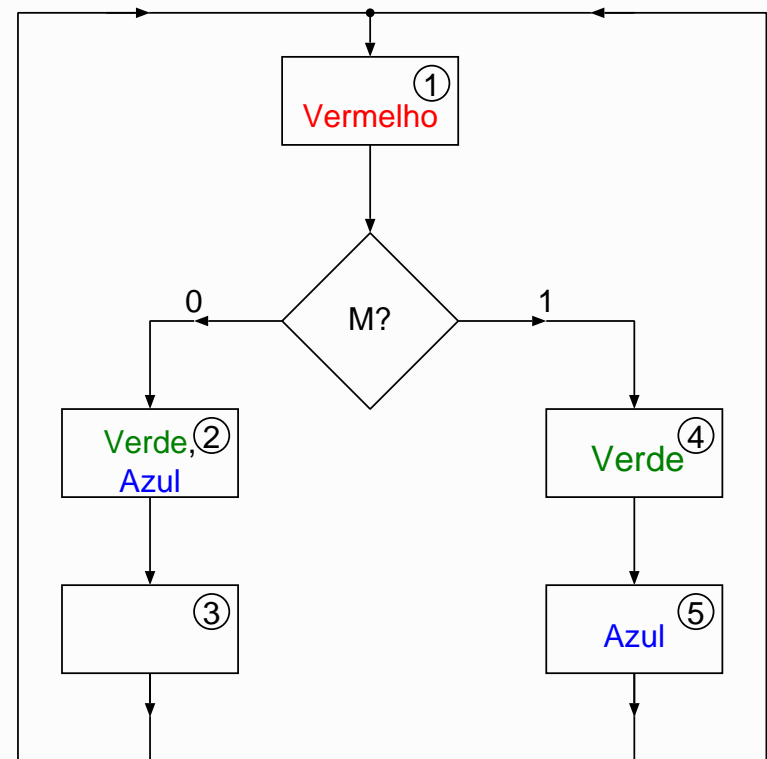 ①
Vermelho
M?
0
1
Verde, ②
Azul
④
Verde
③
⑤
Azul